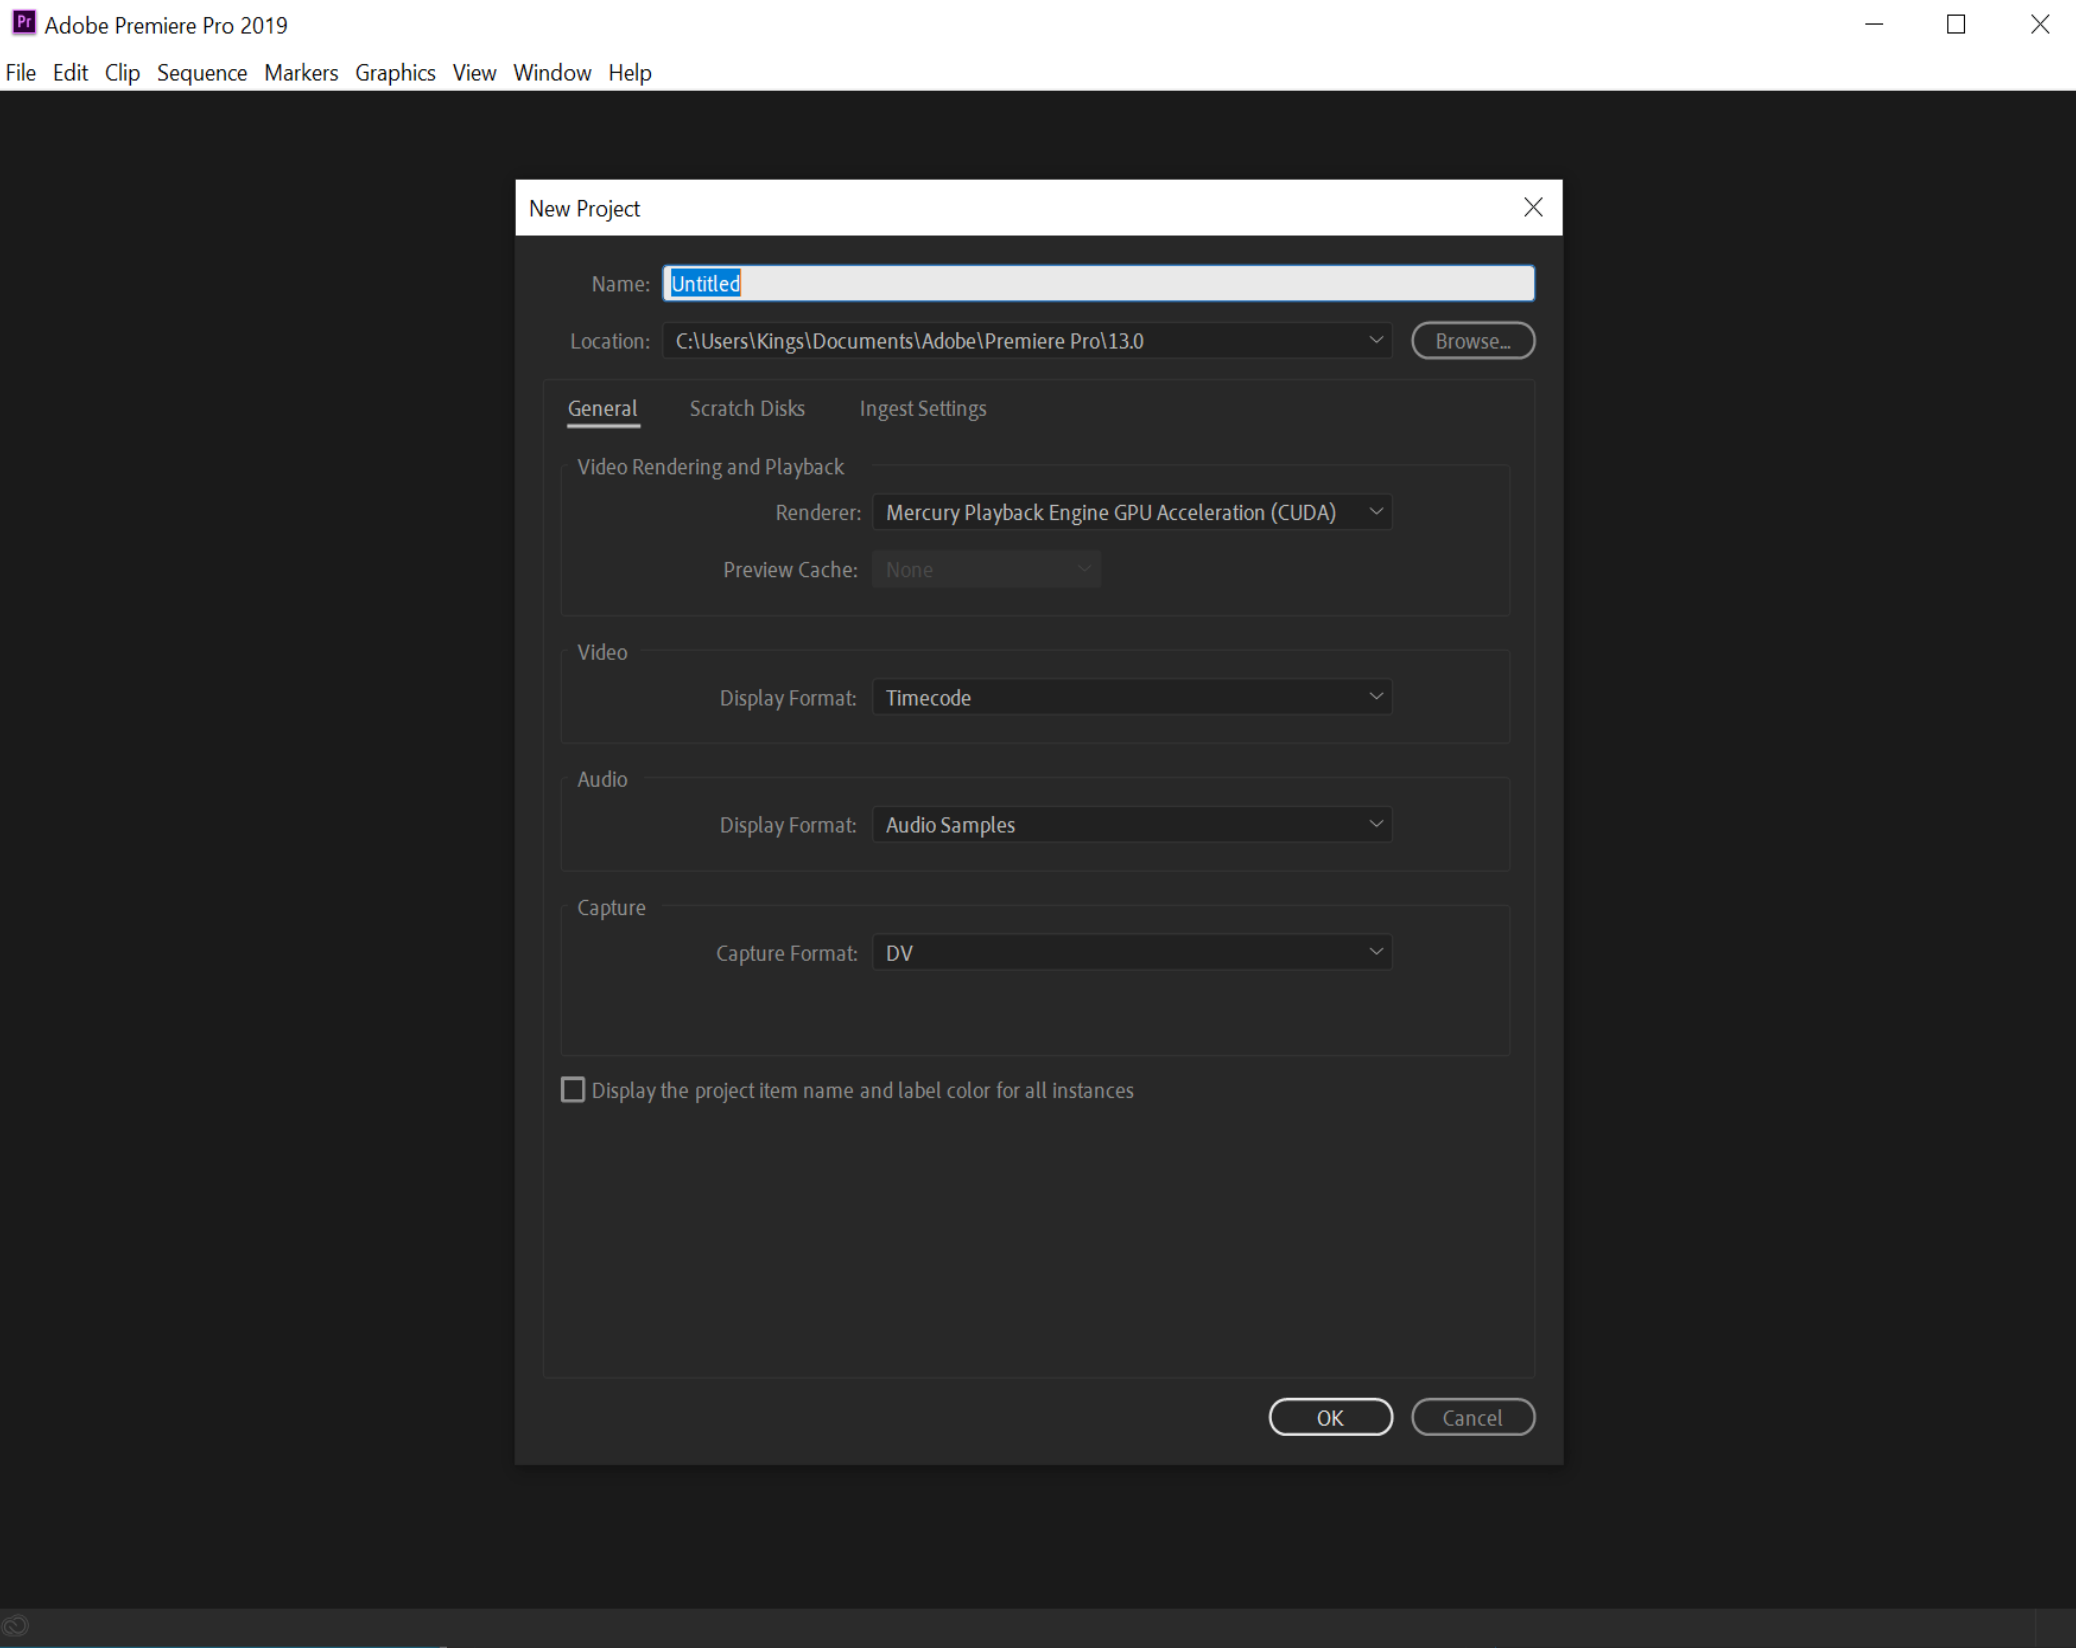 Pr Adobe Premiere Pro 2019
File Edit Clip Sequence Markers Graphics View Window Help
New Project
Name: Untitled
Location: C:\Users\Kings\Documents\Adobe\Premiere Pro\13.0 Browse...
General Scratch Disks Ingest Settings
Video Rendering and Playback
Renderer: Mercury Playback Engine GPU Acceleration (CUDA)
Preview Cache: None
Video
Display Format: Timecode
Audio
Display Format: Audio Samples
Capture
Capture Format: DV
Display the project item name and label color for all instances
OK Cancel